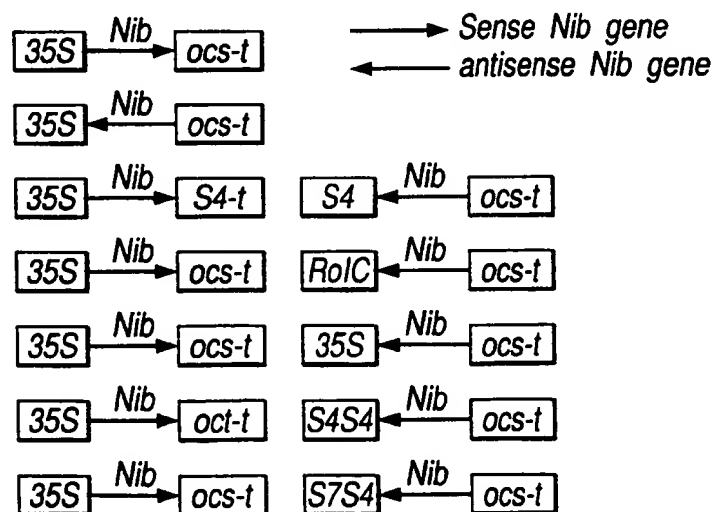 Nib
35S ocs-t
Sense Nib gene
antisense Nib gene
Nib
35S ocs-t
Nib Nib
35S S4-t S4 ocs-t
Nib Nib
35S ocs-t RolC ocs-t
Nib Nib
35S ocs-t 35S ocs-t
Nib Nib
35S oct-t S4S4 ocs-t
Nib Nib
35S ocs-t S7S4 ocs-t